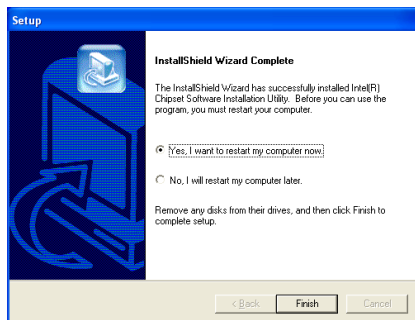 Setup
InstallShield Wizard Complete
The InstallShield Wizard has successfully installed Intel(R)
Chipset Software Installation Utility.  Before you can use the
program, you must restart your computer.
Yes, I want to restart my computer now.
No, I will restart my computer later.
Remove any disks from their drives, and then click Finish to
complete setup.
< Back
Finish
Cancel